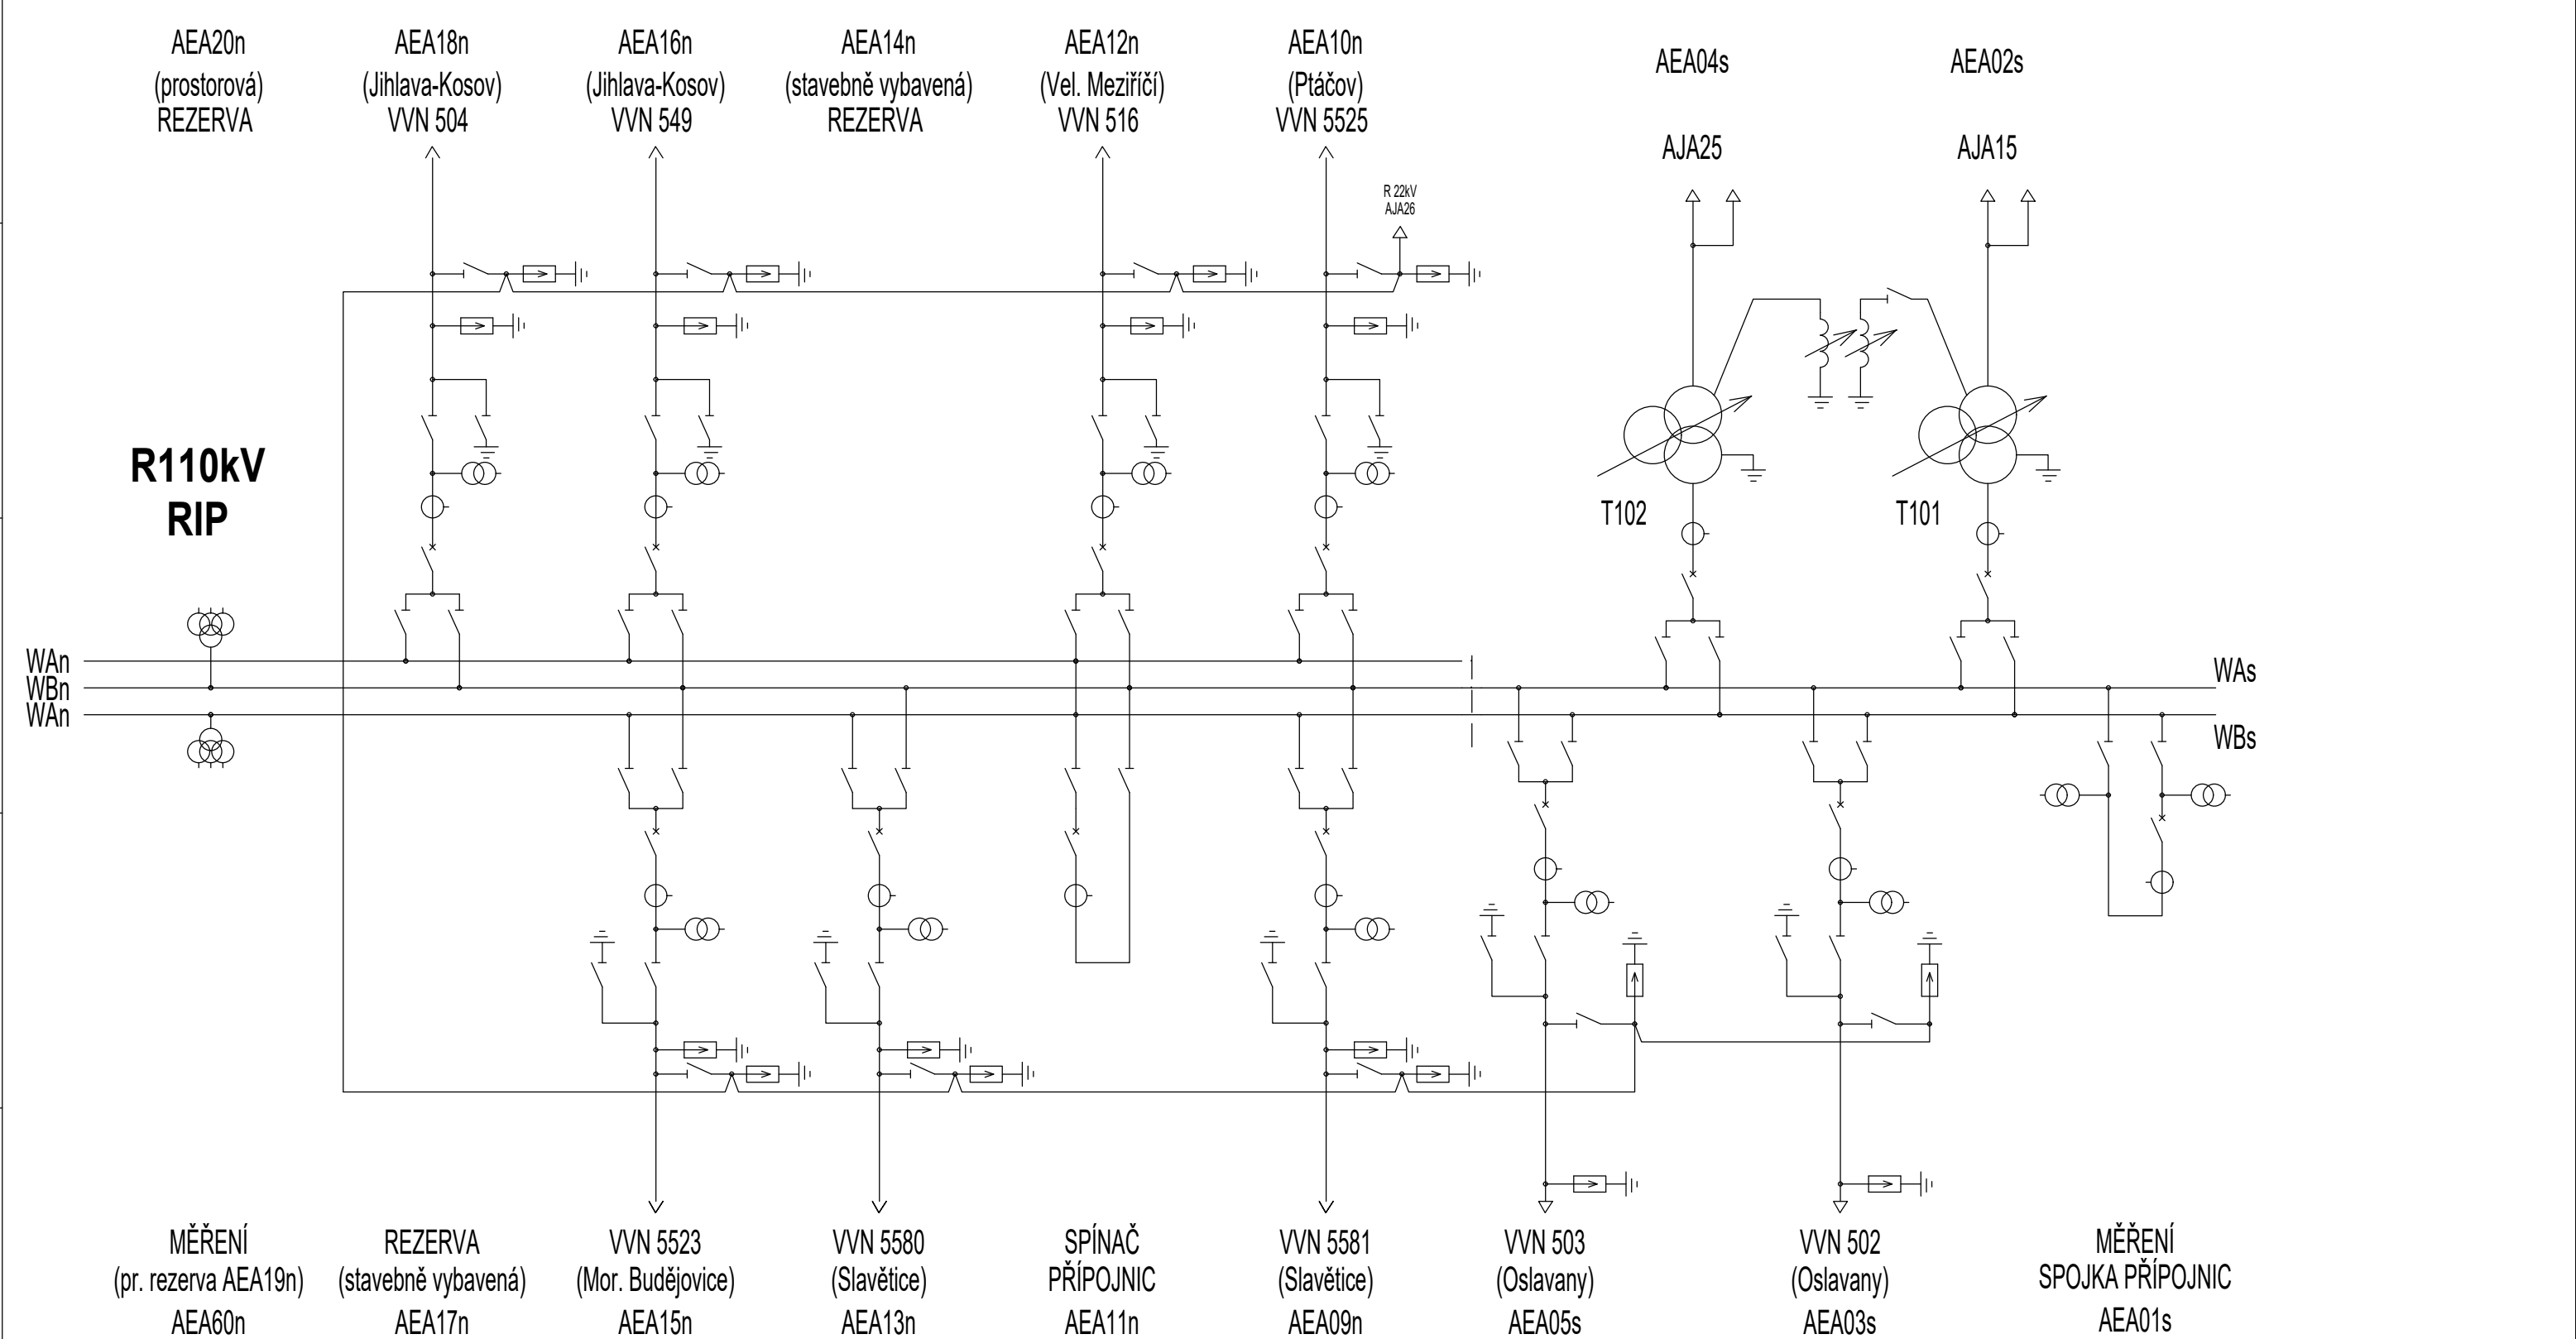 AEA20n
(prostorová)
REZERVA
AEA18n
(Jihlava-Kosov)
VVN 504
AEA16n
(Jihlava-Kosov)
VVN 549
AEA14n
(stavebně vybavená)
REZERVA
AEA12n
(Vel. Meziříčí)
VVN 516
AEA10n
(Ptáčov)
VVN 5525
R 22kV
AJA26
AEA04s
AJA25
AEA02s
AJA15
R110kV
RIP
T102
T101
WAn
WBn
WAn
WAs
WBs
MĚŘENÍ
(pr. rezerva AEA19n)
AEA60n
REZERVA
(stavebně vybavená)
AEA17n
VVN 5523
(Mor. Budějovice)
AEA15n
VVN 5580
(Slavětice)
AEA13n
SPÍNAČ
PŘÍPOJNIC
AEA11n
VVN 5581
(Slavětice)
AEA09n
VVN 503
(Oslavany)
AEA05s
VVN 502
(Oslavany)
AEA03s
MĚŘENÍ
SPOJKA PŘÍPOJNIC
AEA01s